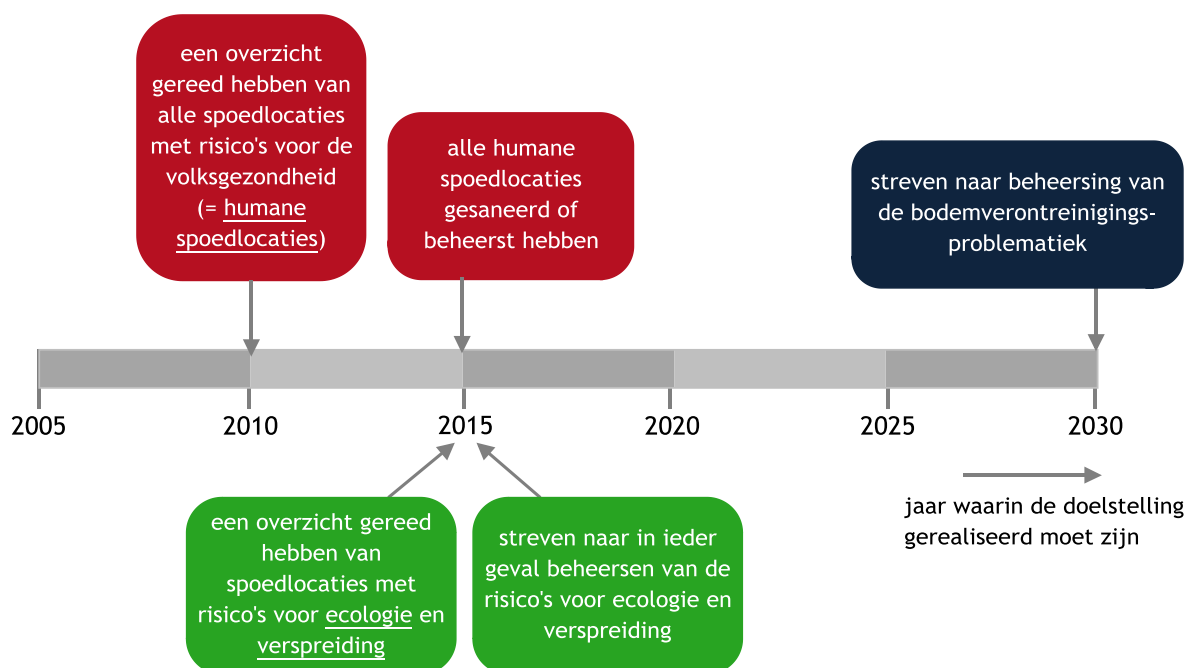 een overzicht
gereed hebben van
alle spoedlocaties
met risico's voor de
volksgezondheid
(= humane
spoedlocaties)
alle humane
spoedlocaties
gesaneerd of
beheerst hebben
streven naar beheersing van
de bodemverontreinigings-
problematiek
2005
2010
2015
2020
2025
2030
een overzicht gereed
hebben van
spoedlocaties met
risico's voor ecologie en
verspreiding
streven naar in ieder
geval beheersen van de
risico's voor ecologie en
verspreiding
jaar waarin de doelstelling
gerealiseerd moet zijn